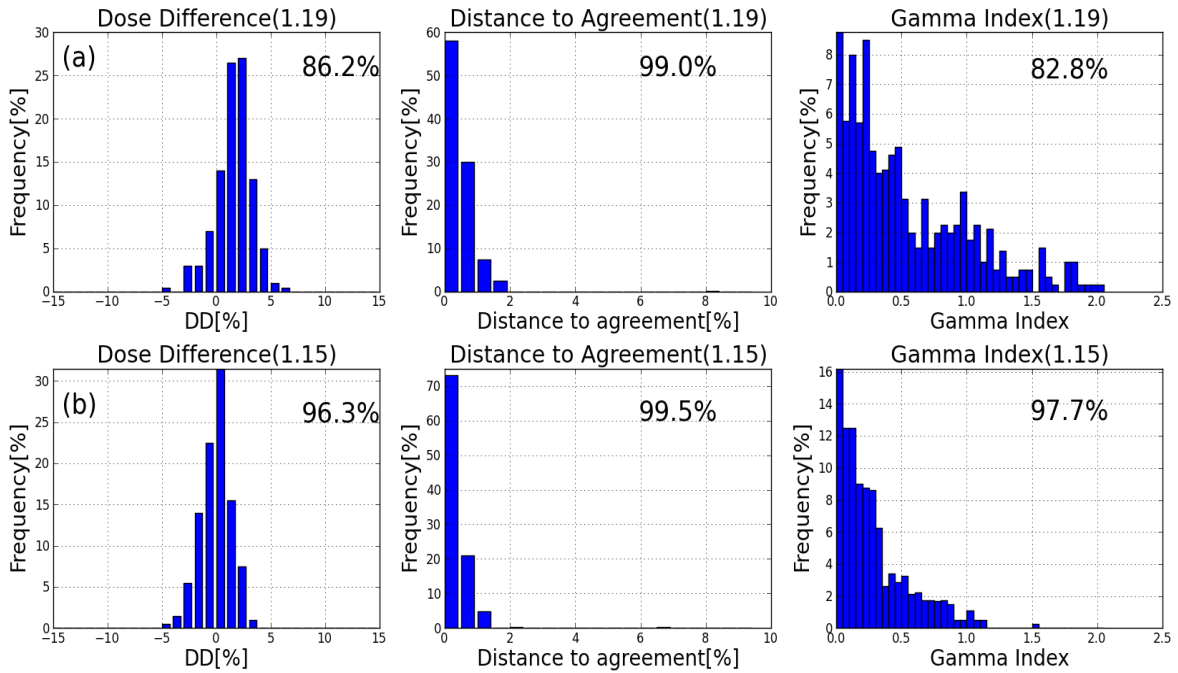 Dose Difference(1.19)
(a)
86.2%
Frequency[%]
30
25
20
15
10
5
0
−15 −10 −5 0 5 10 15
DD[%]
Distance to Agreement(1.19)
99.0%
Frequency[%]
60
50
40
30
20
10
0
0 2 4 6 8 10
Distance to agreement[%]
Gamma Index(1.19)
82.8%
Frequency[%]
8
7
6
5
4
3
2
1
0
0.0 0.5 1.0 1.5 2.0 2.5
Gamma Index
Dose Difference(1.15)
(b)
96.3%
Frequency[%]
30
25
20
15
10
5
0
−15 −10 −5 0 5 10 15
DD[%]
Distance to Agreement(1.15)
99.5%
Frequency[%]
70
60
50
40
30
20
10
0
0 2 4 6 8 10
Distance to agreement[%]
Gamma Index(1.15)
97.7%
Frequency[%]
16
14
12
10
8
6
4
2
0
0.0 0.5 1.0 1.5 2.0 2.5
Gamma Index